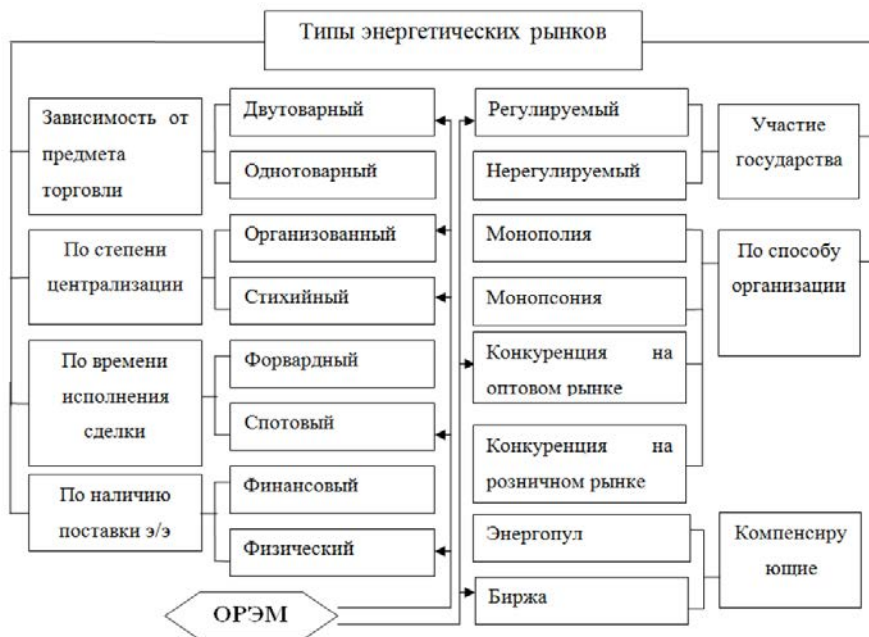 Типы энергетических рынков
Зависимость от
предмета
торговли
Двутоварный
Однотоварный
По степени
централизации
Организованный
Стихийный
По времени
исполнения
сделки
Форвардный
Спотовый
По наличию
поставки э/э
Финансовый
Физический
Регулируемый
Нерегулируемый
Участие
государства
Монополия
Монопсония
Конкуренция на
оптовом рынке
Конкуренция на
розничном рынке
По способу
организации
Энергопул
Биржа
Компенсиру
ющие
ОРЭМ